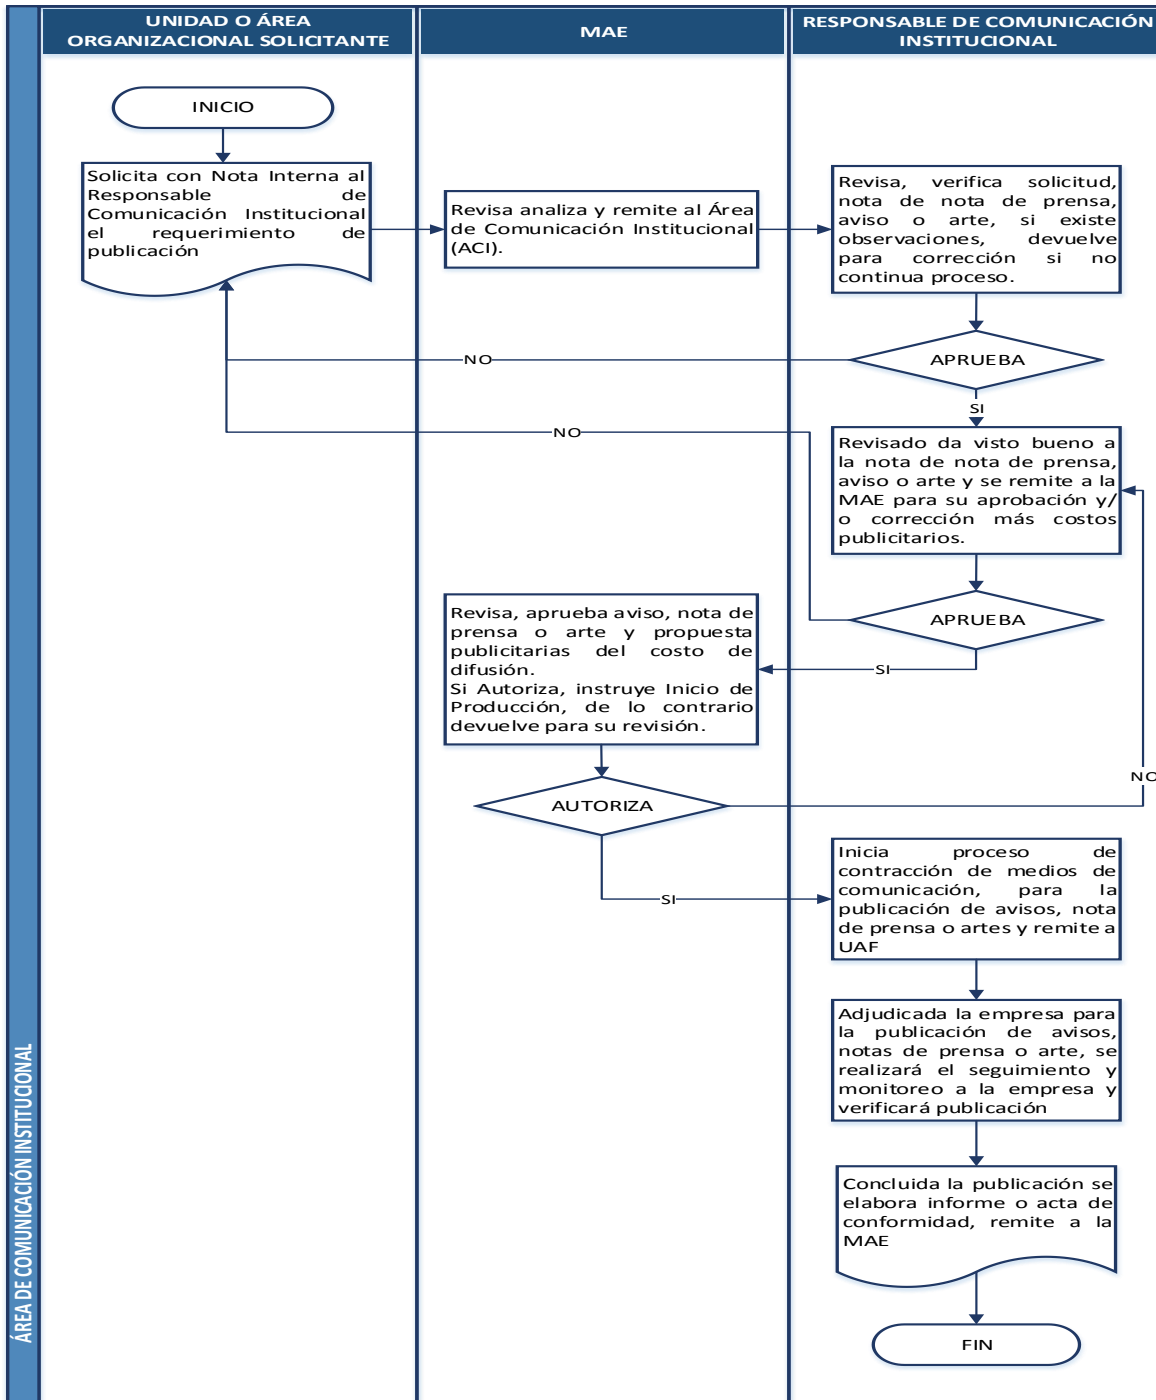 UNIDAD O ÁREA
ORGANIZACIONAL SOLICITANTE
MAE
RESPONSABLE DE COMUNICACIÓN
INSTITUCIONAL
INICIO
Solicita con Nota Interna al
Responsable de
Comunicación Institucional
el requerimiento de
publicación
Revisa analiza y remite al Área
de Comunicación Institucional
(ACI).
Revisa, verifica solicitud,
nota de nota de prensa,
aviso o arte, si existe
observaciones, devuelve
para corrección si no
continua proceso.
APRUEBA
NO
SI
Revisado da visto bueno a
la nota de nota de prensa,
aviso o arte y se remite a la
MAE para su aprobación y/
o corrección más costos
publicitarios.
NO
APRUEBA
SI
Revisa, aprueba aviso, nota de
prensa o arte y propuesta
publicitarias del costo de
difusión.
Si Autoriza, instruye Inicio de
Producción, de lo contrario
devuelve para su revisión.
AUTORIZA
NO
SI
Inicia proceso de
contracción de medios de
comunicación, para la
publicación de avisos, nota
de prensa o artes y remite a
UAF
Adjudicada la empresa para
la publicación de avisos,
notas de prensa o arte, se
realizará el seguimiento y
monitoreo a la empresa y
verificará publicación
Concluida la publicación se
elabora informe o acta de
conformidad, remite a la
MAE
FIN
ÁREA DE COMUNICACIÓN INSTITUCIONAL